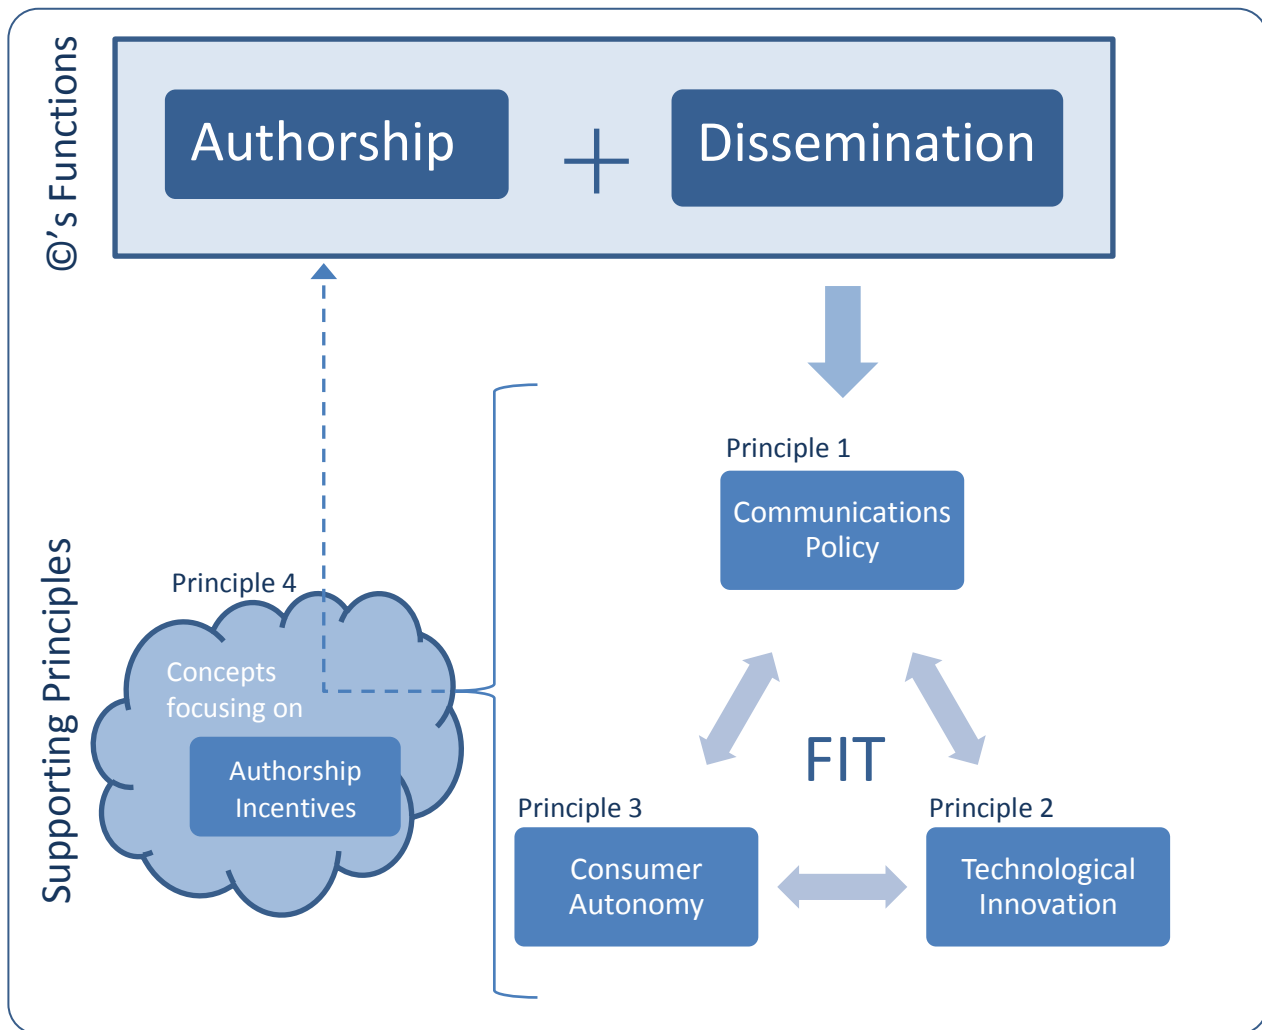 ©’s Functions
Authorship
+
Dissemination
Supporting Principles
Principle 1
Communications
Policy
Principle 4
Concepts
focusing on
Authorship
Incentives
FIT
Principle 3
Consumer
Autonomy
Principle 2
Technological
Innovation